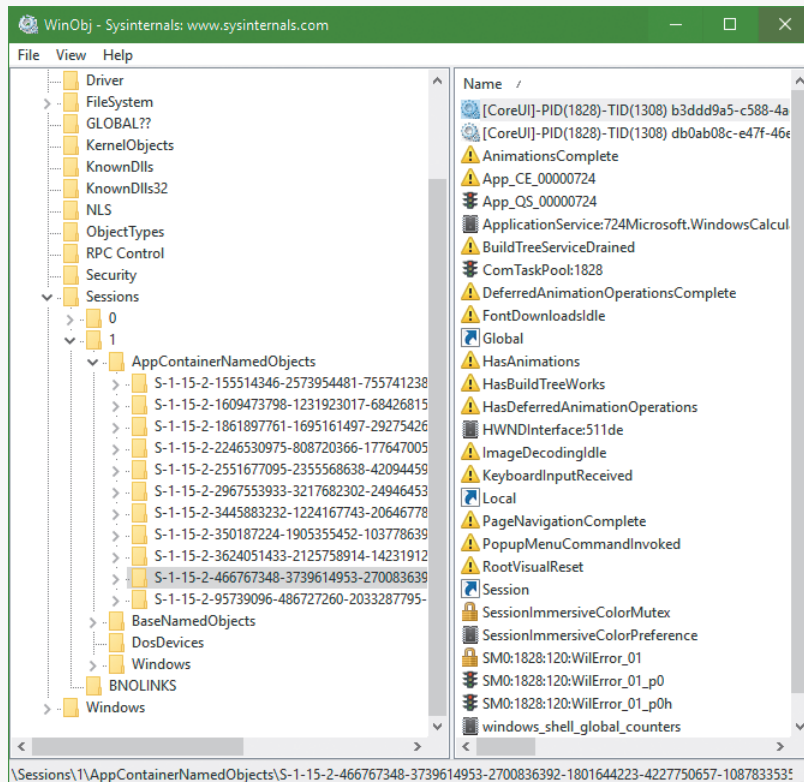 WinObj - Sysinternals: www.sysinternals.com
File View Help
Driver
FileSystem
GLOBAL??
KernelObjects
KnownDlls
KnownDlls32
NLS
ObjectTypes
RPC Control
Security
Sessions
0
1
AppContainerNamedObjects
S-1-15-2-155514346-2573954481-755741238
S-1-15-2-1609473798-1231923017-68426815
S-1-15-2-1861897761-1695161497-29275426
S-1-15-2-2246530975-808720366-177647005
S-1-15-2-2551677095-2355568638-42094459
S-1-15-2-2967553933-3217682302-24946453
S-1-15-2-3445883232-1224167743-20646778
S-1-15-2-350187224-1905355452-103778639
S-1-15-2-3624051433-2125758914-14231912
S-1-15-2-466767348-3739614953-270083639
S-1-15-2-95739096-486727260-2033287795-
BaseNamedObjects
DosDevices
Windows
BNOLINKS
Windows
Name /
[CoreUI]-PID(1828)-TID(1308) b3ddd9a5-c588-4a
[CoreUI]-PID(1828)-TID(1308) db0ab08c-e47f-46e
AnimationsComplete
App_CE_00000724
App_QS_00000724
ApplicationService:724Microsoft.WindowsCalcul
BuildTreeServiceDrained
ComTaskPool:1828
DeferredAnimationOperationsComplete
FontDownloadsIdle
Global
HasAnimations
HasBuildTreeWorks
HasDeferredAnimationOperations
HWNDInterface:511de
ImageDecodingIdle
KeyboardInputReceived
Local
PageNavigationComplete
PopupMenuCommandInvoked
RootVisualReset
Session
SessionImmersiveColorMutex
SessionImmersiveColorPreference
SM0:1828:120:WilError_01
SM0:1828:120:WilError_01_p0
SM0:1828:120:WilError_01_p0h
windows_shell_global_counters
\Sessions\1\AppContainerNamedObjects\S-1-15-2-466767348-3739614953-2700836392-1801644223-4227750657-1087833535